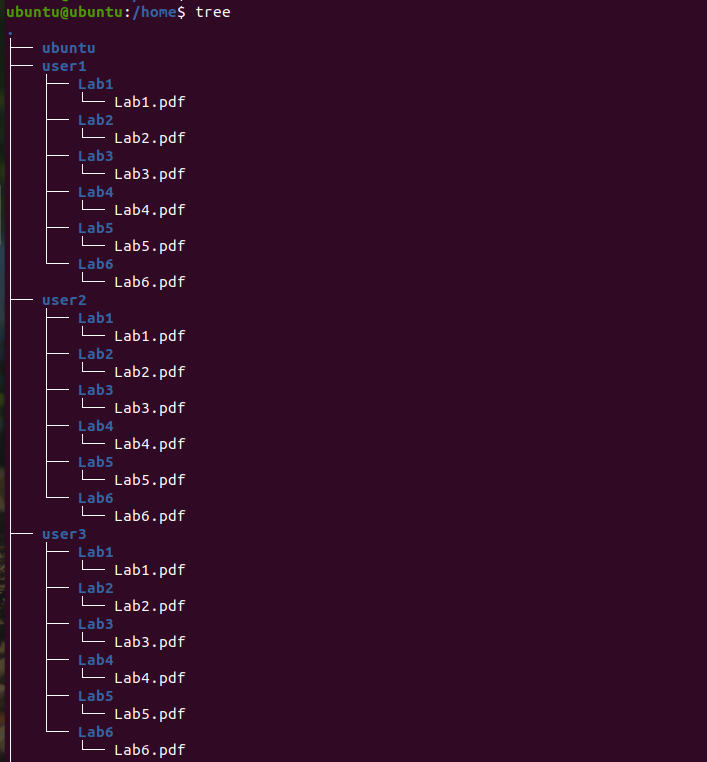 ubuntu@ubuntu:/home$ tree
.
├── ubuntu
├── user1
│   ├── Lab1
│   │   └── Lab1.pdf
│   ├── Lab2
│   │   └── Lab2.pdf
│   ├── Lab3
│   │   └── Lab3.pdf
│   ├── Lab4
│   │   └── Lab4.pdf
│   ├── Lab5
│   │   └── Lab5.pdf
│   └── Lab6
│       └── Lab6.pdf
├── user2
│   ├── Lab1
│   │   └── Lab1.pdf
│   ├── Lab2
│   │   └── Lab2.pdf
│   ├── Lab3
│   │   └── Lab3.pdf
│   ├── Lab4
│   │   └── Lab4.pdf
│   ├── Lab5
│   │   └── Lab5.pdf
│   └── Lab6
│       └── Lab6.pdf
├── user3
│   ├── Lab1
│   │   └── Lab1.pdf
│   ├── Lab2
│   │   └── Lab2.pdf
│   ├── Lab3
│   │   └── Lab3.pdf
│   ├── Lab4
│   │   └── Lab4.pdf
│   ├── Lab5
│   │   └── Lab5.pdf
│   └── Lab6
│       └── Lab6.pdf